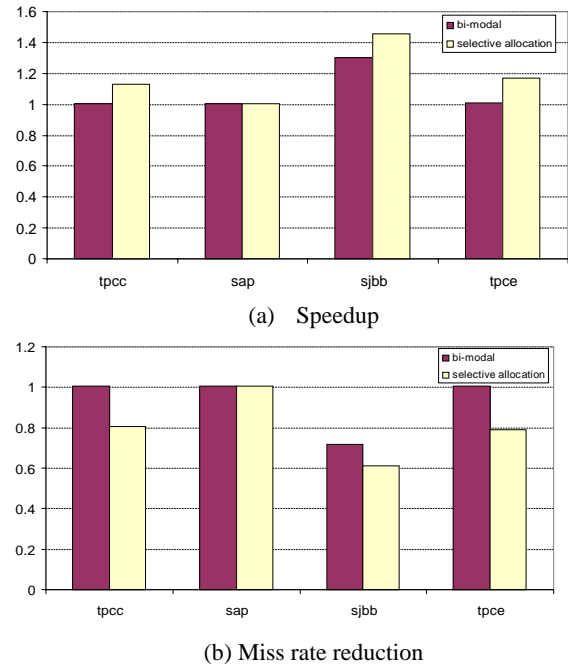 1.6
1.4
1.2
1
0.8
0.6
0.4
0.2
0
bi-modal
selective allocation
tpcc sap sjbb tpce
(a) Speedup
1.2
1
0.8
0.6
0.4
0.2
0
bi-modal
selective allocation
tpcc sap sjbb tpce
(b) Miss rate reduction